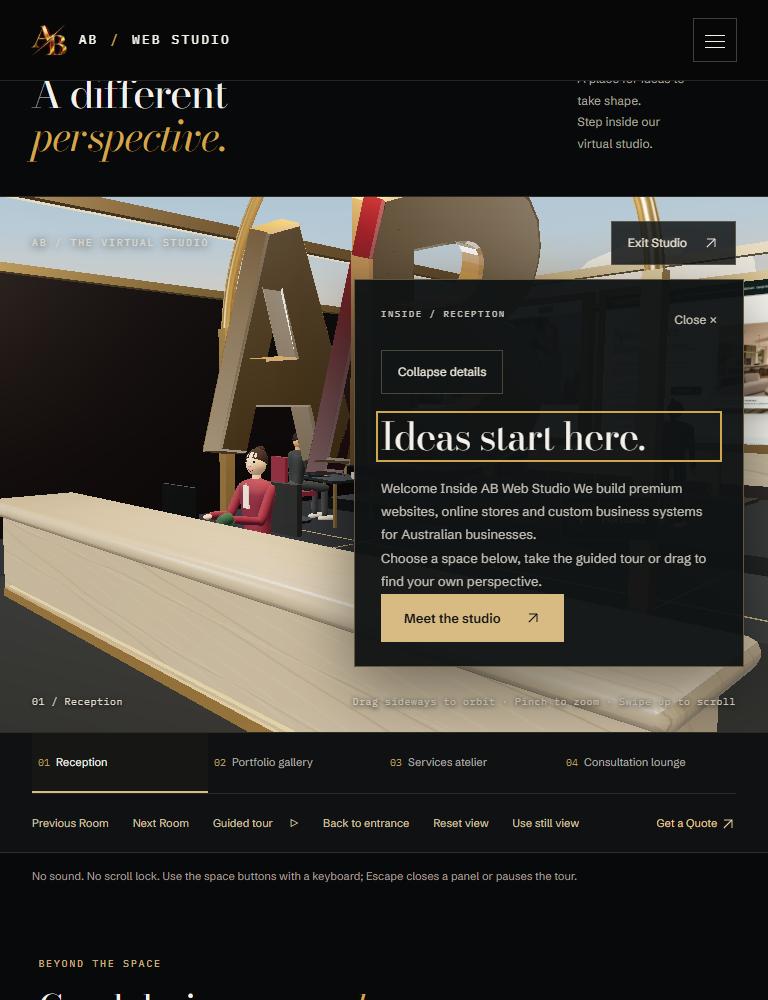 AB / WEB STUDIO
A different
perspective.
A place for ideas to
take shape.
Step inside our
virtual studio.
AB / THE VIRTUAL STUDIO
Exit Studio
INSIDE / RECEPTION
Close ×
Collapse details
Ideas start here.
Welcome Inside AB Web Studio We build premium
websites, online stores and custom business systems
for Australian businesses.
Choose a space below, take the guided tour or drag to
find your own perspective.
Meet the studio
01 / Reception
Drag sideways to orbit · Pinch to zoom · Swipe up to scroll
01 Reception
02 Portfolio gallery
03 Services atelier
04 Consultation lounge
Previous Room
Next Room
Guided tour
Back to entrance
Reset view
Use still view
Get a Quote
No sound. No scroll lock. Use the space buttons with a keyboard; Escape closes a panel or pauses the tour.
BEYOND THE SPACE